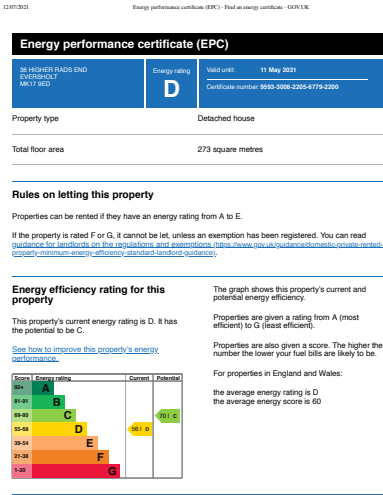 12/07/2021
Energy performance certificate (EPC) - Find an energy certificate - GOV.UK
Energy performance certificate (EPC)
38 HIGHER RADS END
EVERSHOLT
MK17 9ED
Energy rating
D
Valid until: 11 May 2031
Certificate number: 9593-3006-2205-6779-2200
Property type Detached house
Total floor area 273 square metres
Rules on letting this property
Properties can be rented if they have an energy rating from A to E.
If the property is rated F or G, it cannot be let, unless an exemption has been registered. You can read
guidance for landlords on the regulations and exemptions (https://www.gov.uk/guidance/domestic-private-rented-
property-minimum-energy-efficiency-standard-landlord-guidance).
Energy efficiency rating for this
property
This property's current energy rating is D. It has
the potential to be C.
See how to improve this property's energy
performance.
Score Energy rating Current Potential
92+ A
81-91 B
69-80 C 70 | C
55-68 D 56 | D
39-54 E
21-38 F
1-20 G
The graph shows this property's current and
potential energy efficiency.
Properties are given a rating from A (most
efficient) to G (least efficient).
Properties are also given a score. The higher the
number the lower your fuel bills are likely to be.
For properties in England and Wales:
the average energy rating is D
the average energy score is 60